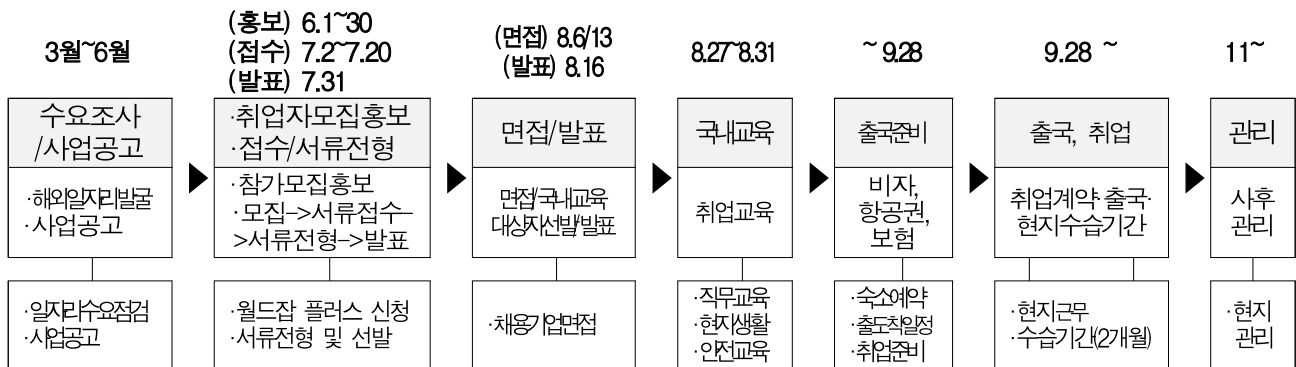 3월~6월
(홍보) 6.1~30
(접수) 7.2~7.20
(발표) 7.31
(면접) 8.6/13
(발표) 8.16
8.27~8.31
~ 9.28
9.28 ~
11~
수요조사
/사업공고
·취업자모집홍보
·접수/서류전형
면접/발표
국내교육
출국준비
출국, 취업
관리
·해외일자리발굴
·사업공고
·참가모집홍보
·모집->서류접수-
>서류전형->발표
면접/국내교육
대상자선발/발표
취업교육
비자,
항공권,
보험
취업계약·출국·
현지수습기간
사후
관리
·일자리수요점검
·사업공고
·월드잡 플러스 신청
·서류전형 및 선발
·채용기업면접
·직무교육
·현지생활
·안전교육
·숙소예약
·출도착일정
·취업준비
·현지근무
·수습기간(2개월)
·현지
관리